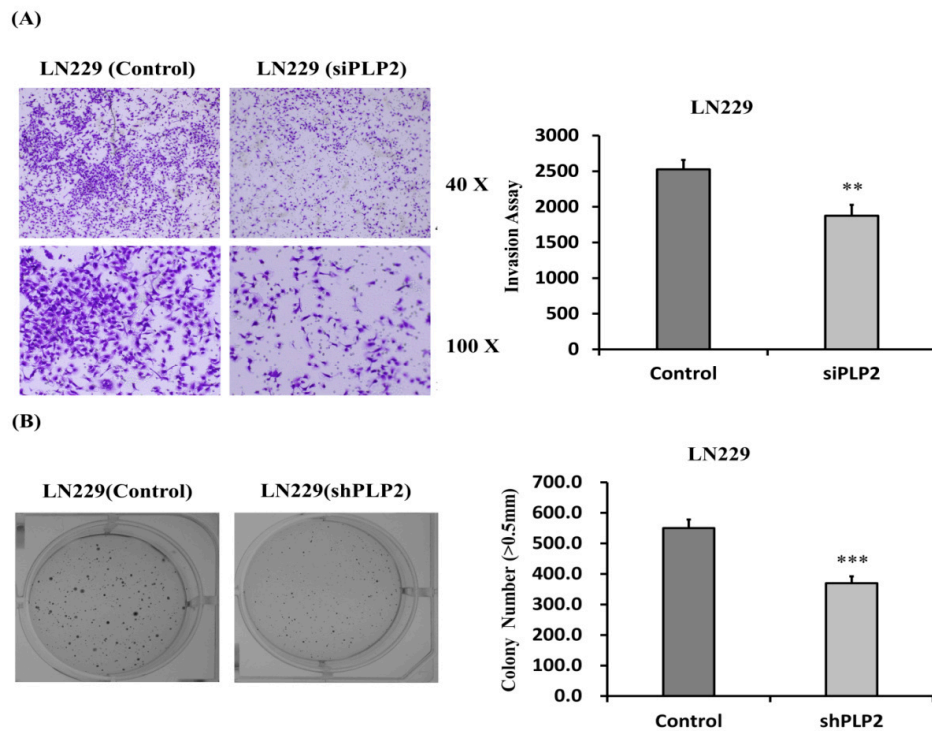 (A)
LN229 (Control)
LN229 (siPLP2)
40 X
100 X
LN229
Invasion Assay
3000
2500
2000
1500
1000
500
0
**
Control
siPLP2
(B)
LN229(Control)
LN229(shPLP2)
LN229
Colony Number (>0.5mm)
700.0
600.0
500.0
400.0
300.0
200.0
100.0
0.0
***
Control
shPLP2